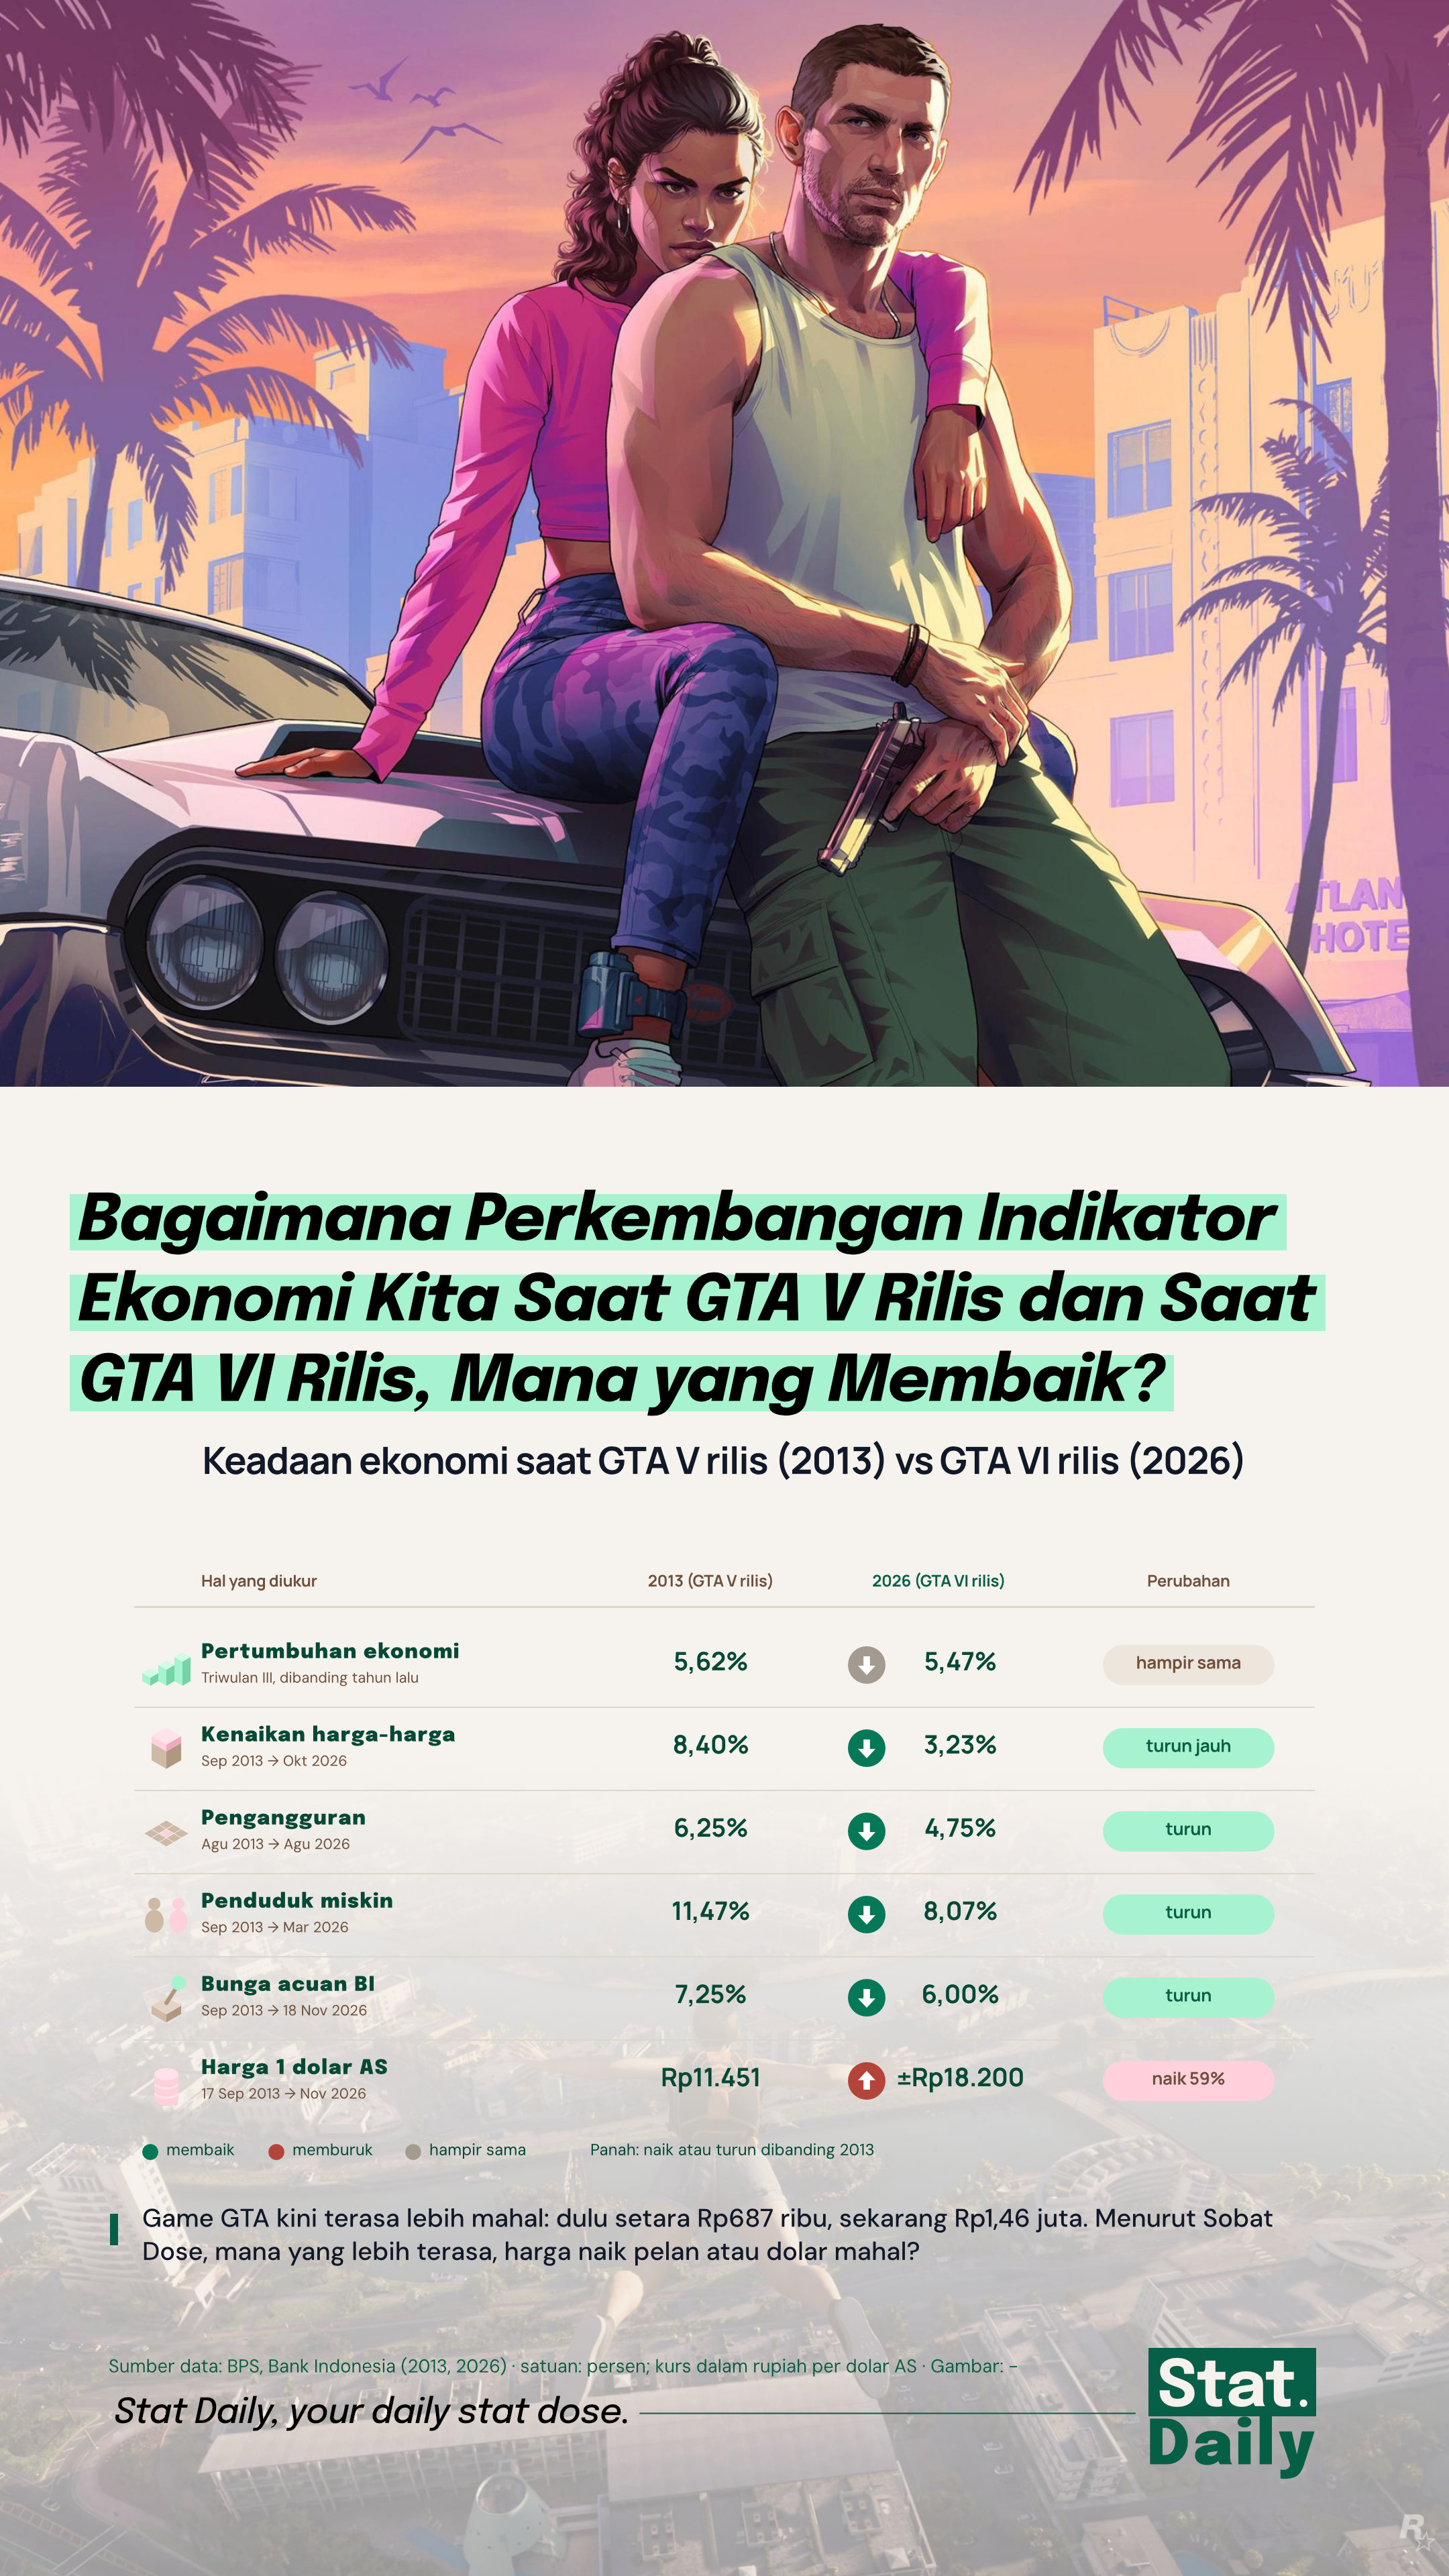 ATLAN
HOTE
Bagaimana Perkembangan Indikator
Ekonomi Kita Saat GTA V Rilis dan Saat
GTA VI Rilis, Mana yang Membaik?
Keadaan ekonomi saat GTA V rilis (2013) vs GTA VI rilis (2026)
Hal yang diukur 2013 (GTA V rilis) 2026 (GTA VI rilis) Perubahan
Pertumbuhan ekonomi 5,62% 5,47% hampir sama
Triwulan III, dibanding tahun lalu
Kenaikan harga-harga 8,40% 3,23% turun jauh
Sep 2013 → Okt 2026
Pengangguran 6,25% 4,75% turun
Agu 2013 → Agu 2026
Penduduk miskin 11,47% 8,07% turun
Sep 2013 → Mar 2026
Bunga acuan BI 7,25% 6,00% turun
Sep 2013 → 18 Nov 2026
Harga 1 dolar AS Rp11.451 ±Rp18.200 naik 59%
17 Sep 2013 → Nov 2026
membaik memburuk hampir sama Panah: naik atau turun dibanding 2013
Game GTA kini terasa lebih mahal: dulu setara Rp687 ribu, sekarang Rp1,46 juta. Menurut Sobat
Dose, mana yang lebih terasa, harga naik pelan atau dolar mahal?
Sumber data: BPS, Bank Indonesia (2013, 2026) · satuan: persen; kurs dalam rupiah per dolar AS · Gambar: –
Stat Daily, your daily stat dose.
Stat.
Daily
R